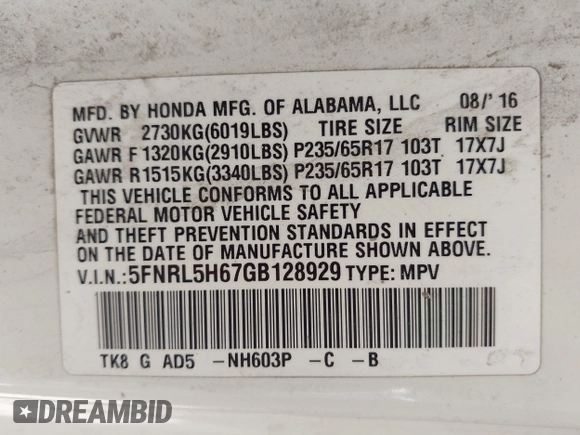 MFD. BY HONDA MFG. OF ALABAMA, LLC 08/' 16
GVWR 2730KG(6019LBS) TIRE SIZE RIM SIZE
GAWR F1320KG(2910LBS) P235/65R17 103T 17X7J
GAWR R1515KG(3340LBS) P235/65R17 103T 17X7J
THIS VEHICLE CONFORMS TO ALL APPLICABLE
FEDERAL MOTOR VEHICLE SAFETY
AND THEFT PREVENTION STANDARDS IN EFFECT
ON THE DATE OF MANUFACTURE SHOWN ABOVE.
V.I.N.:5FNRL5H67GB128929 TYPE: MPV
TK8 G AD5 -NH603P -C -B
DREAMBID